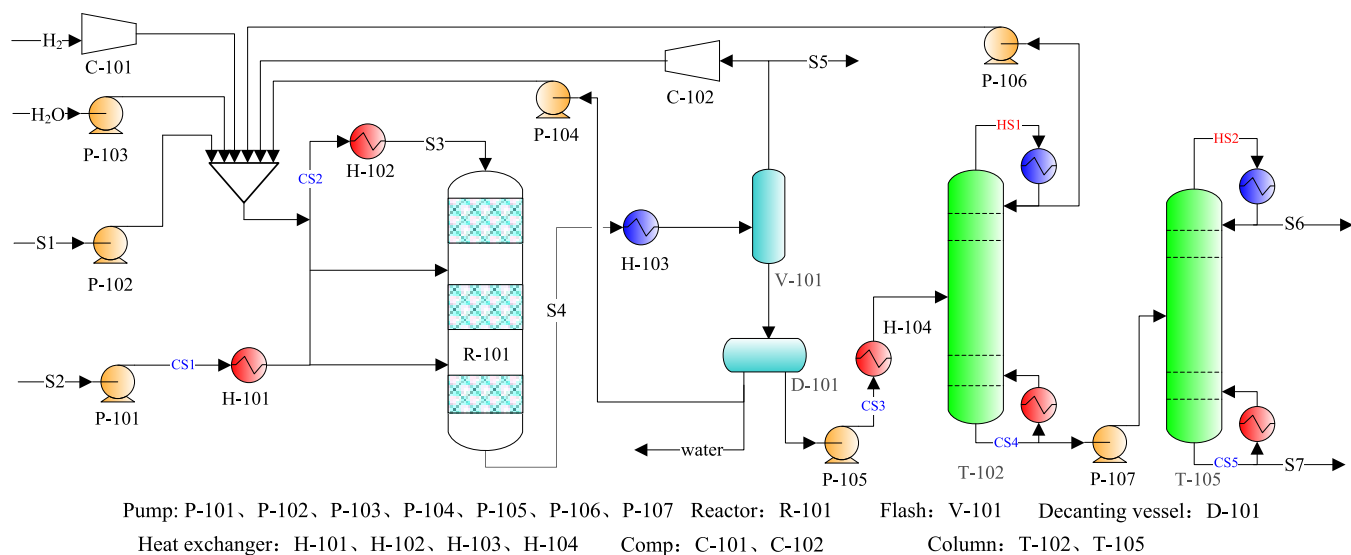 H₂
C-101
H₂O
P-103
S1
P-102
S2
P-101
CS1
H-101
CS2
H-102
S3
R-101
S4
P-104
C-102
S5
H-103
V-101
D-101
water
P-105
CS3
H-104
P-106
HS1
T-102
CS4
P-107
HS2
S6
T-105
CS5
S7
Pump: P-101、P-102、P-103、P-104、P-105、P-106、P-107 Reactor：R-101 Flash：V-101 Decanting vessel：D-101
Heat exchanger：H-101、H-102、H-103、H-104 Comp：C-101、C-102 Column：T-102、T-105